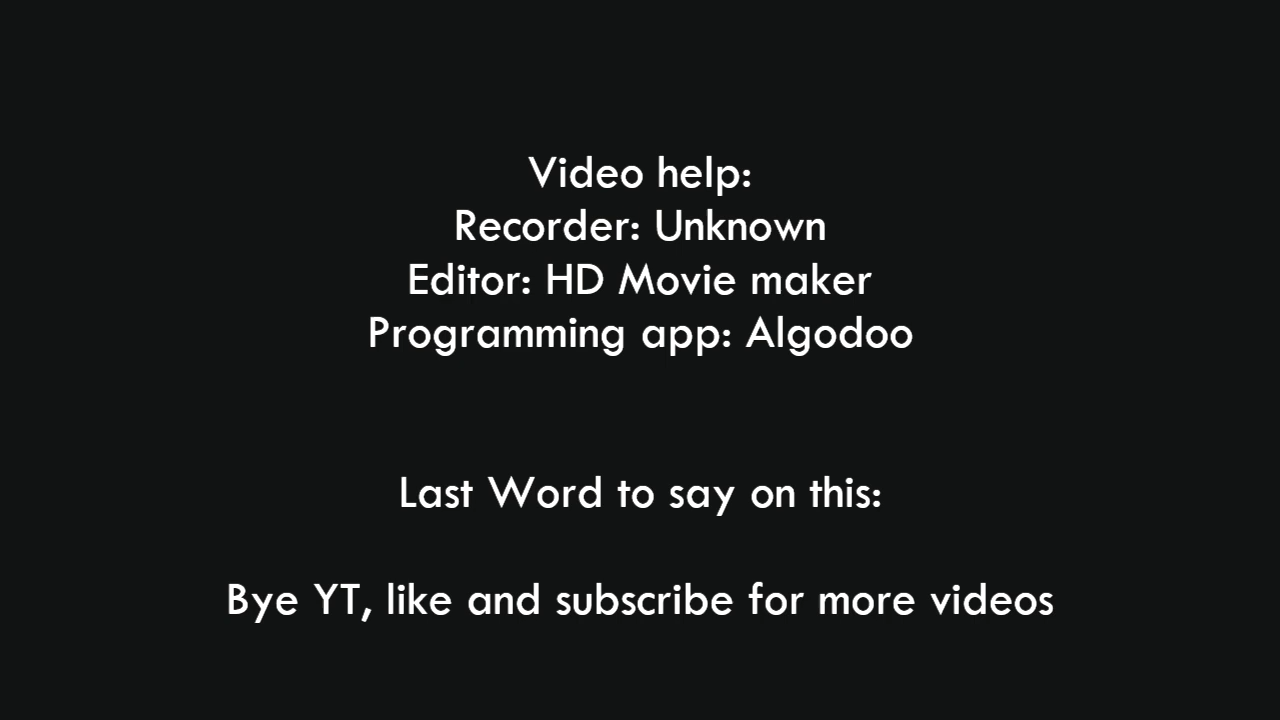 Video help:
Recorder: Unknown
Editor: HD Movie maker
Programming app: Algodoo
Last Word to say on this:
Bye YT, like and subscribe for more videos